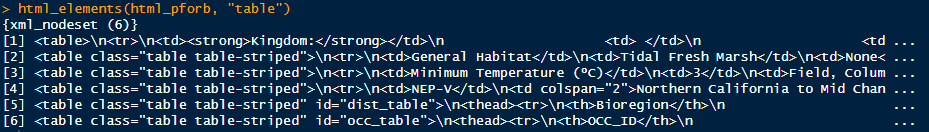 > html_elements(html_pforb, "table")
{xml_nodeset (6)}
[1] <table>\n<tr>\n<td><strong>Kingdom:</strong></td>\n                    <td> </td>\n                    <td ...
[2] <table class="table table-striped">\n<tr>\n<td>General Habitat</td>\n<td>Tidal Fresh Marsh</td>\n<td>None< ...
[3] <table class="table table-striped">\n<tr>\n<td>Minimum Temperature (ºC)</td>\n<td>3</td>\n<td>Field, Colum ...
[4] <table class="table table-striped">\n<tr>\n<td>NEP-V</td>\n<td colspan="2">Northern California to Mid Chan ...
[5] <table class="table table-striped" id="dist_table">\n<thead><tr>\n<th>Bioregion</th>\n                     ...
[6] <table class="table table-striped" id="occ_table">\n<thead><tr>\n<th>OCC_ID</th>\n                         ...